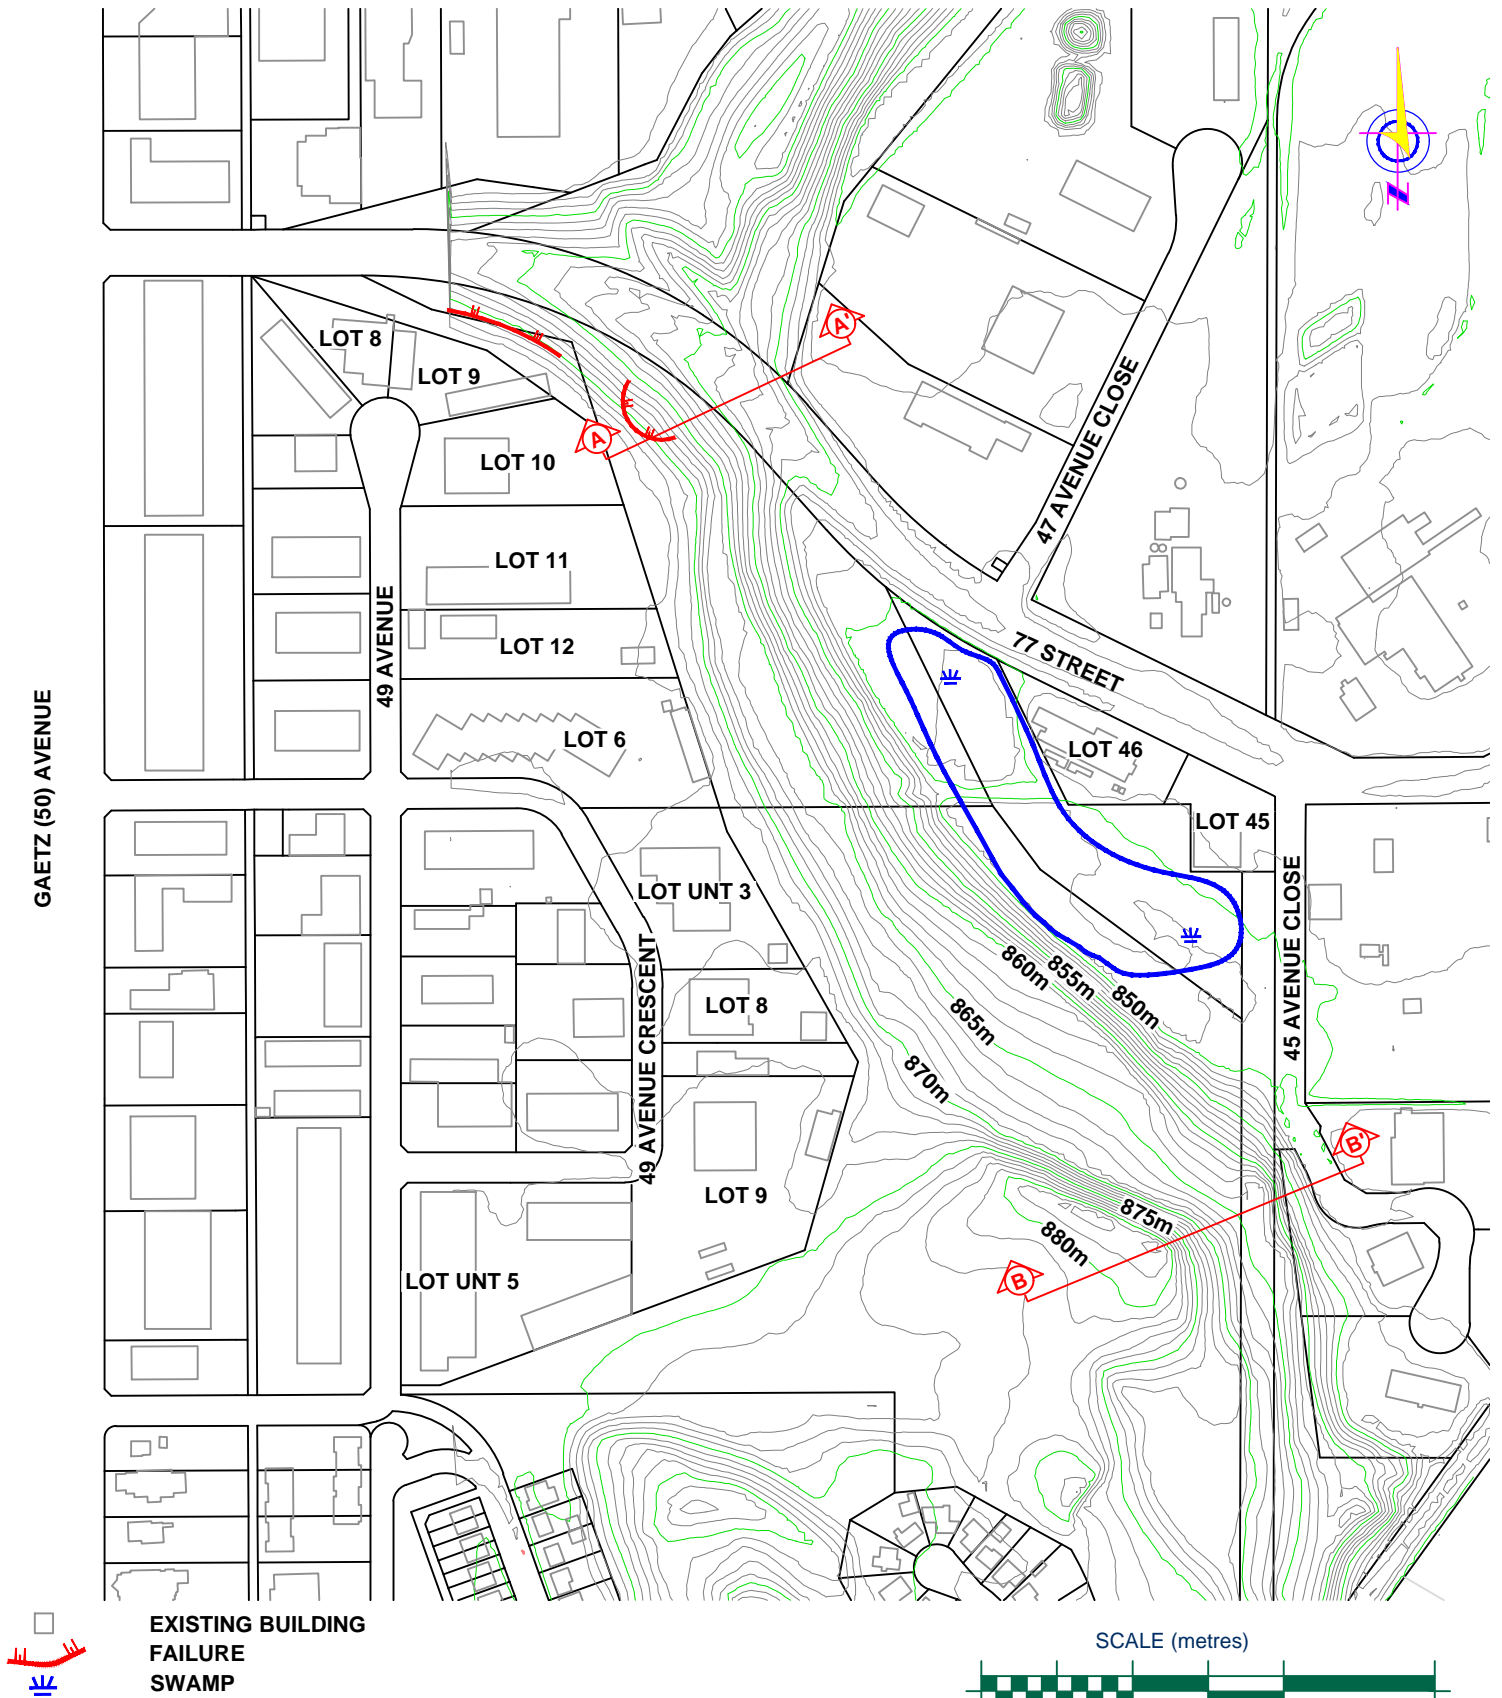 A'
LOT 8
LOT 9
A
LOT 10
47 AVENUE CLOSE
LOT 11
49 AVENUE
LOT 12
77 STREET
GAETZ (50) AVENUE
LOT 6
LOT 46
LOT 45
LOT UNT 3
45 AVENUE CLOSE
49 AVENUE CRESCENT
860m
855m
850m
LOT 8
865m
870m
B'
LOT 9
875m
880m
B
LOT UNT 5
N
EXISTING BUILDING
FAILURE
SWAMP
SCALE (metres)